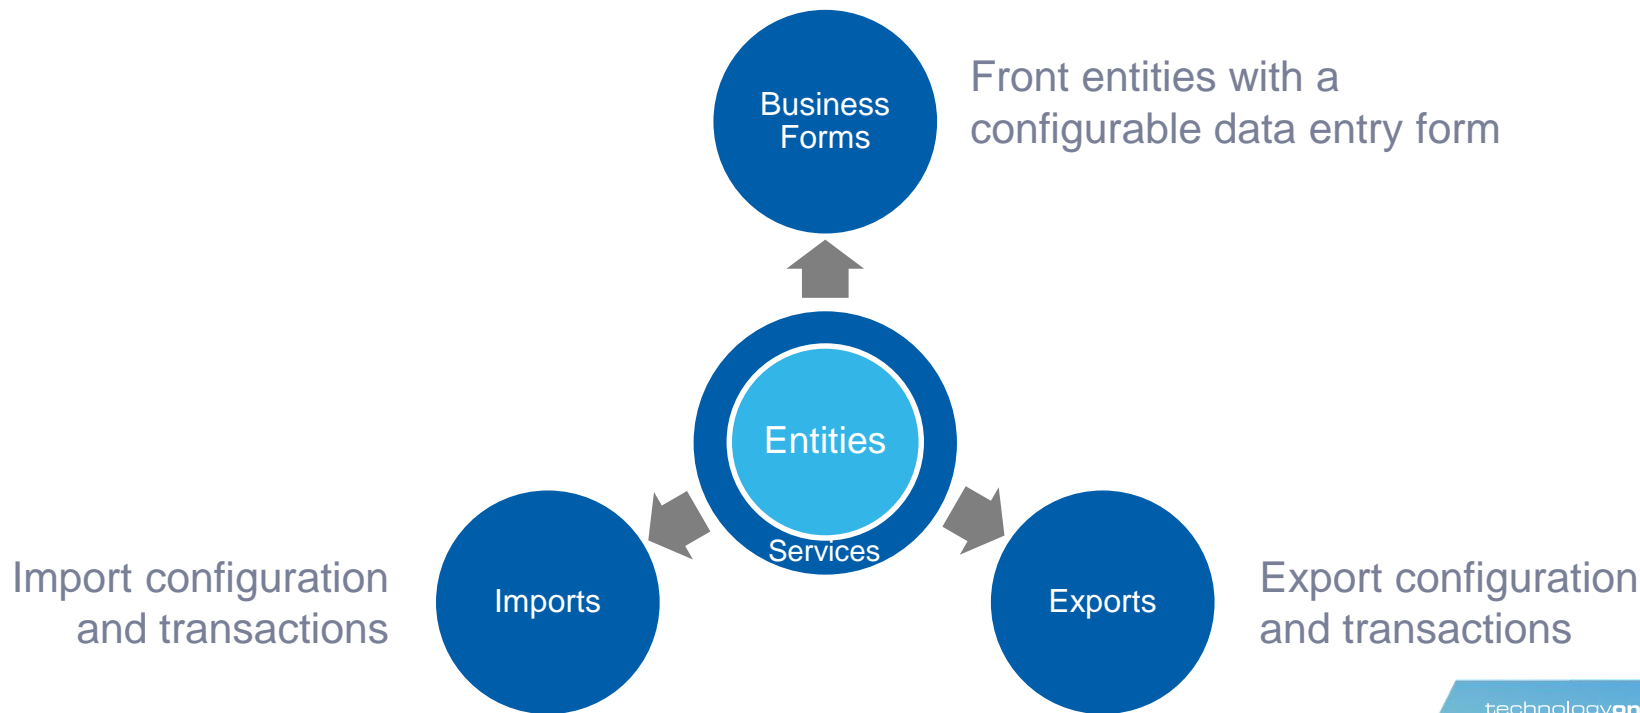 Business
Forms
Front entities with a
configurable data entry form
Entities
Services
Import configuration
and transactions
Imports
Exports
Export configuration
and transactions